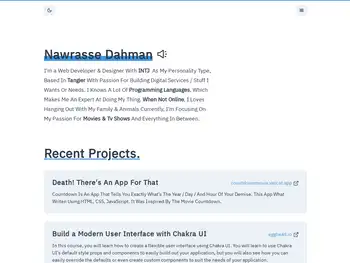 Nawrasse Dahman
I'm a Web Developer & Designer With INTJ As My Personality Type,
Based In Tangier With Passion For Building Digital Services / Stuff I
Wants Or Needs. I Knows A Lot Of Programming Languages, Which
Makes Me An Expert At Doing My Thing. When Not Online, I Loves
Hanging Out With My Family & Animals Currently, I'm Focusing On
My Passion For Movies & Tv Shows And Everything In Between.
Recent Projects.
Death! There's An App For That
Countdown Is An App That Tells You Exactly What's The Year / Day / And Hour Of Your Demise. This App What
Writen Using HTML, CSS, JavaScript. It Was Inspired By The Movie Countdown.
Build a Modern User Interface with Chakra UI
egghead.io
In this course, you will learn how to create a flexible user interface using Chakra UI. You will learn to use Chakra
UI's default style props and components to easily build out your application, but you will also see how you can
easily override the defaults or even create custom components to suit the needs of your application.